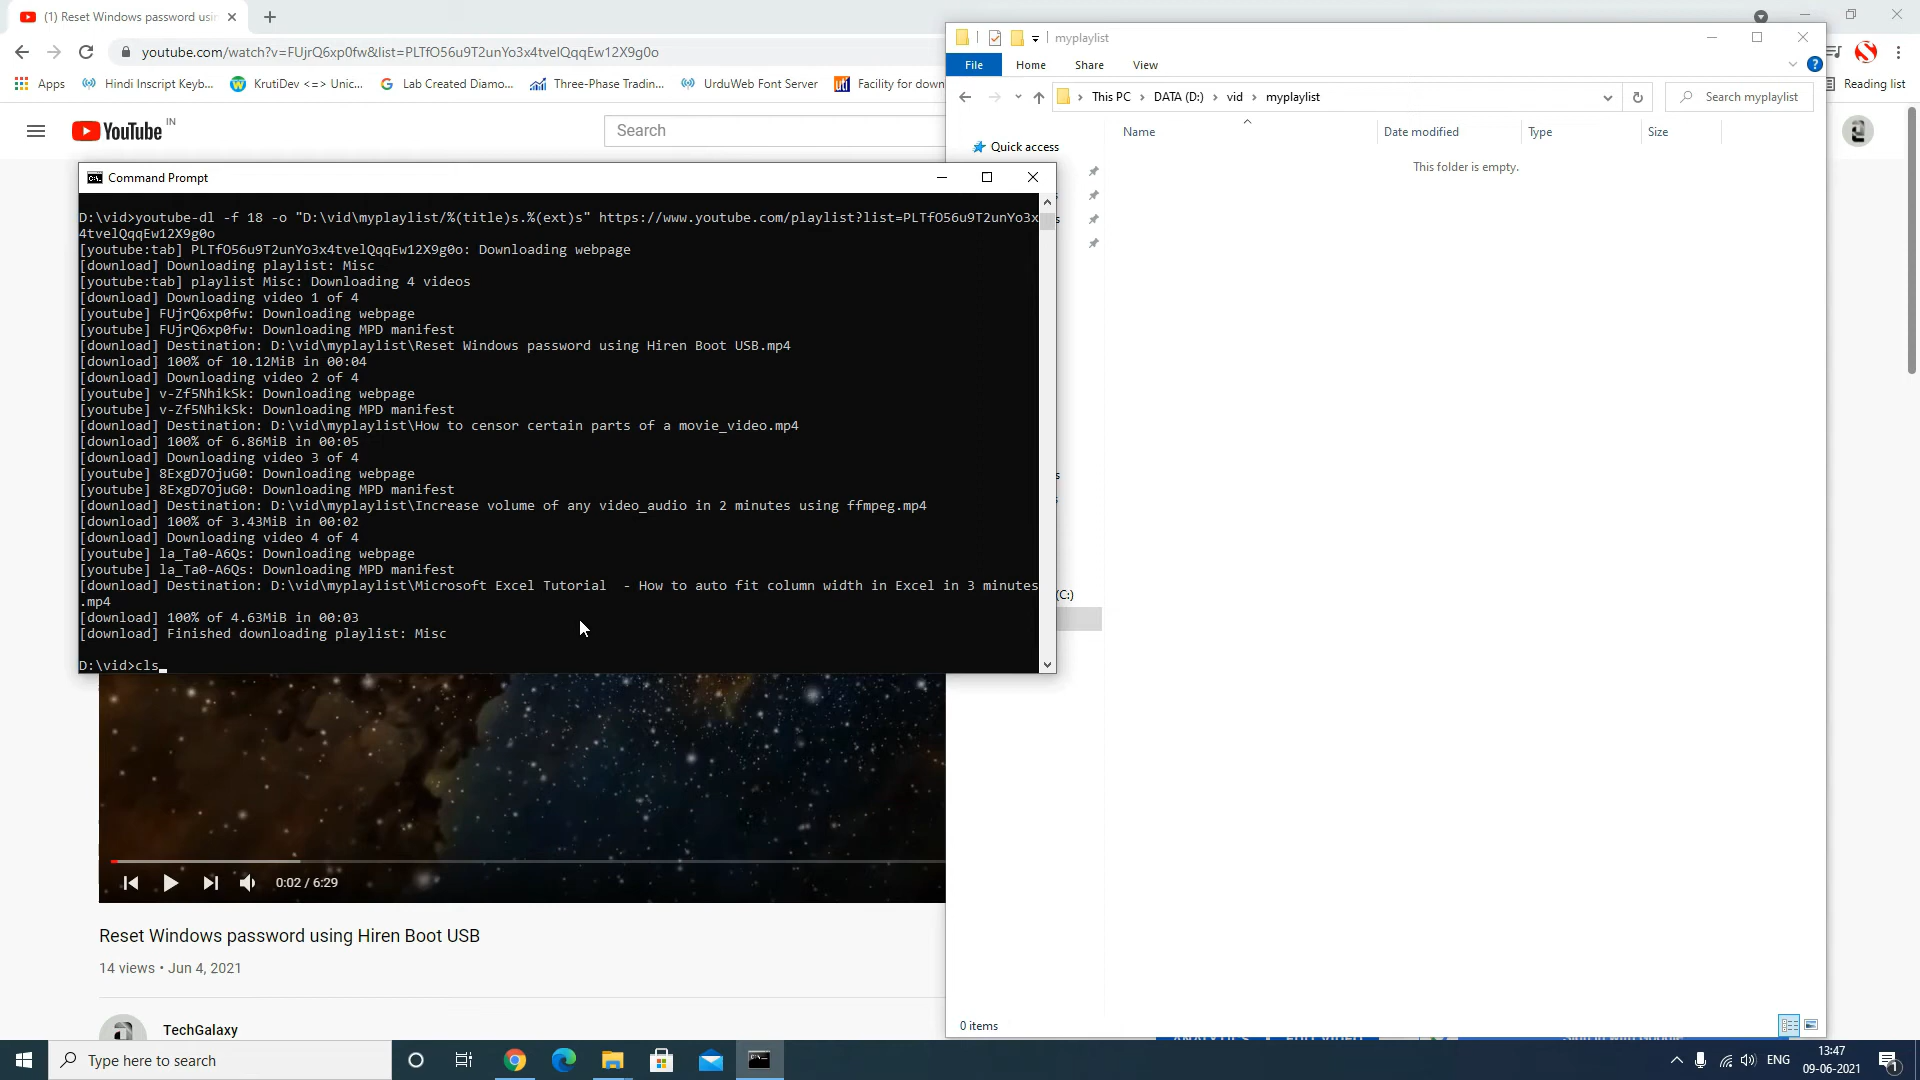 (1) Reset Windows password usin
youtube.com/watch?v=FUjrQ6xp0fw&list=PLTfO56u9T2unYo3x4tvelQqqEw12X9g0o
Apps
Hindi Inscript Keyb...
KrutiDev <=> Unic...
Lab Created Diamo...
Three-Phase Tradin...
UrduWeb Font Server
Facility for down
Reading list
YouTube IN
Search
myplaylist
File
Home
Share
View
This PC > DATA (D:) > vid > myplaylist
Search myplaylist
Quick access
Name
Date modified
Type
Size
This folder is empty.
(C:)
0 items
Command Prompt
D:\vid>youtube-dl -f 18 -o "D:\vid\myplaylist/%(title)s.%(ext)s" https://www.youtube.com/playlist?list=PLTfO56u9T2unYo3x
4tvelQqqEw12X9g0o
[youtube:tab] PLTfO56u9T2unYo3x4tvelQqqEw12X9g0o: Downloading webpage
[download] Downloading playlist: Misc
[youtube:tab] playlist Misc: Downloading 4 videos
[download] Downloading video 1 of 4
[youtube] FUjrQ6xp0fw: Downloading webpage
[youtube] FUjrQ6xp0fw: Downloading MPD manifest
[download] Destination: D:\vid\myplaylist\Reset Windows password using Hiren Boot USB.mp4
[download] 100% of 10.12MiB in 00:04
[download] Downloading video 2 of 4
[youtube] v-Zf5NhikSk: Downloading webpage
[youtube] v-Zf5NhikSk: Downloading MPD manifest
[download] Destination: D:\vid\myplaylist\How to censor certain parts of a movie_video.mp4
[download] 100% of 6.86MiB in 00:05
[download] Downloading video 3 of 4
[youtube] 8ExgD7OjuG0: Downloading webpage
[youtube] 8ExgD7OjuG0: Downloading MPD manifest
[download] Destination: D:\vid\myplaylist\Increase volume of any video_audio in 2 minutes using ffmpeg.mp4
[download] 100% of 3.43MiB in 00:02
[download] Downloading video 4 of 4
[youtube] la_Ta0-A6Qs: Downloading webpage
[youtube] la_Ta0-A6Qs: Downloading MPD manifest
[download] Destination: D:\vid\myplaylist\Microsoft Excel Tutorial  - How to auto fit column width in Excel in 3 minutes
.mp4
[download] 100% of 4.63MiB in 00:03
[download] Finished downloading playlist: Misc
D:\vid>cls_
0:02 / 6:29
Reset Windows password using Hiren Boot USB
14 views • Jun 4, 2021
TechGalaxy
Type here to search
ENG
13:47
09-06-2021
1